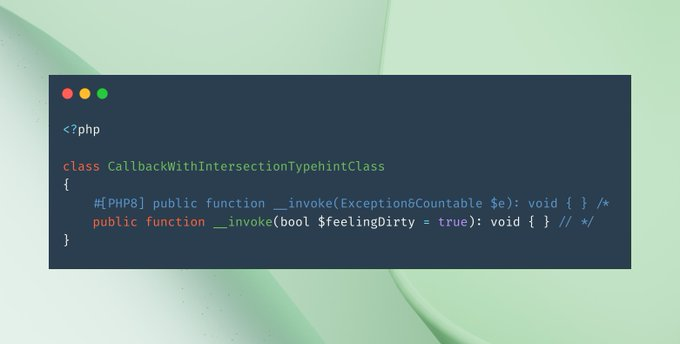 <?php
class CallbackWithIntersectionTypehintClass
{
#[PHP8] public function __invoke(Exception&Countable $e): void { } /*
public function __invoke(bool $feelingDirty = true): void { } // */
}